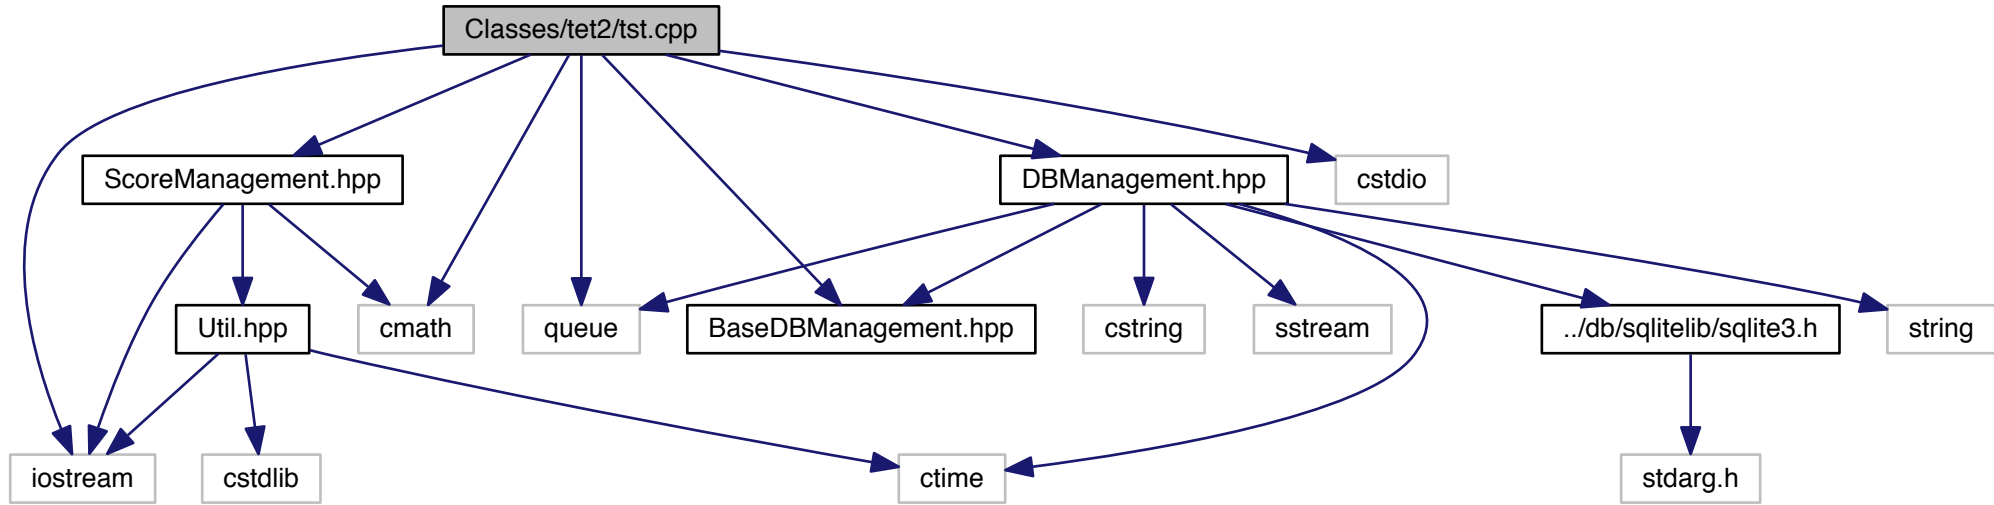 Classes/tet2/tst.cpp
ScoreManagement.hpp
DBManagement.hpp
cstdio
Util.hpp
cmath
queue
BaseDBManagement.hpp
cstring
sstream
../db/sqlitelib/sqlite3.h
string
iostream
cstdlib
ctime
stdarg.h